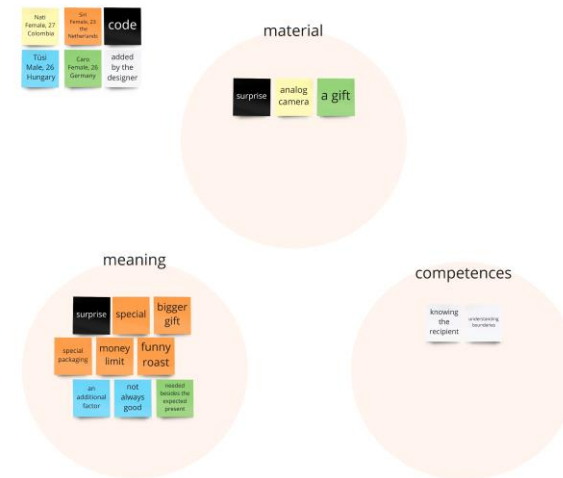 Nati
Female, 27
Colombia
Siri
Female, 23
the
Netherlands
code
Tüsi
Male, 26
Hungary
Caro
Female, 26
Germany
added
by the
designer
material
surprise
analog
camera
a gift
meaning
surprise
special
bigger
gift
special
packaging
money
limit
funny
roast
an
additional
factor
not
always
good
needed
besides the
expected
present
competences
knowing
the
recipient
understanding